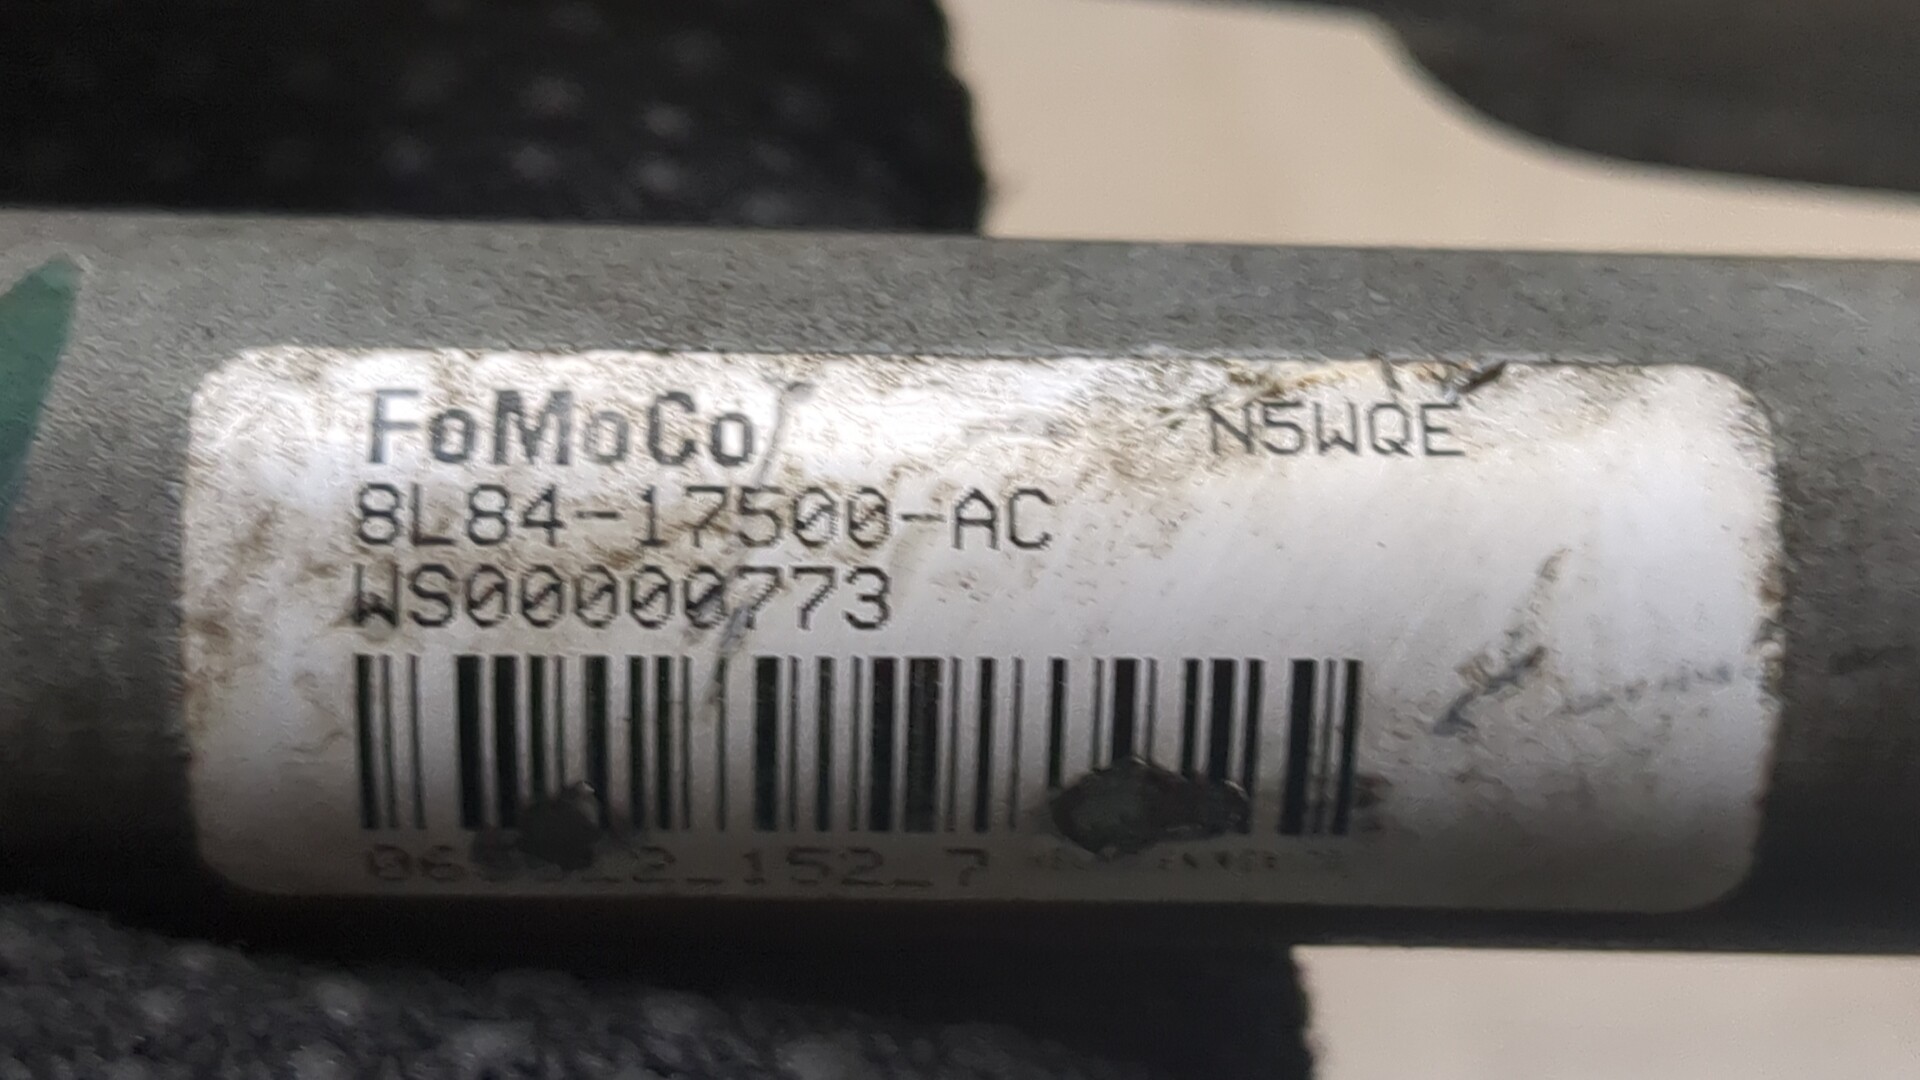 FoMoCo N5WQE
8L84-17500-AC
WS00000773